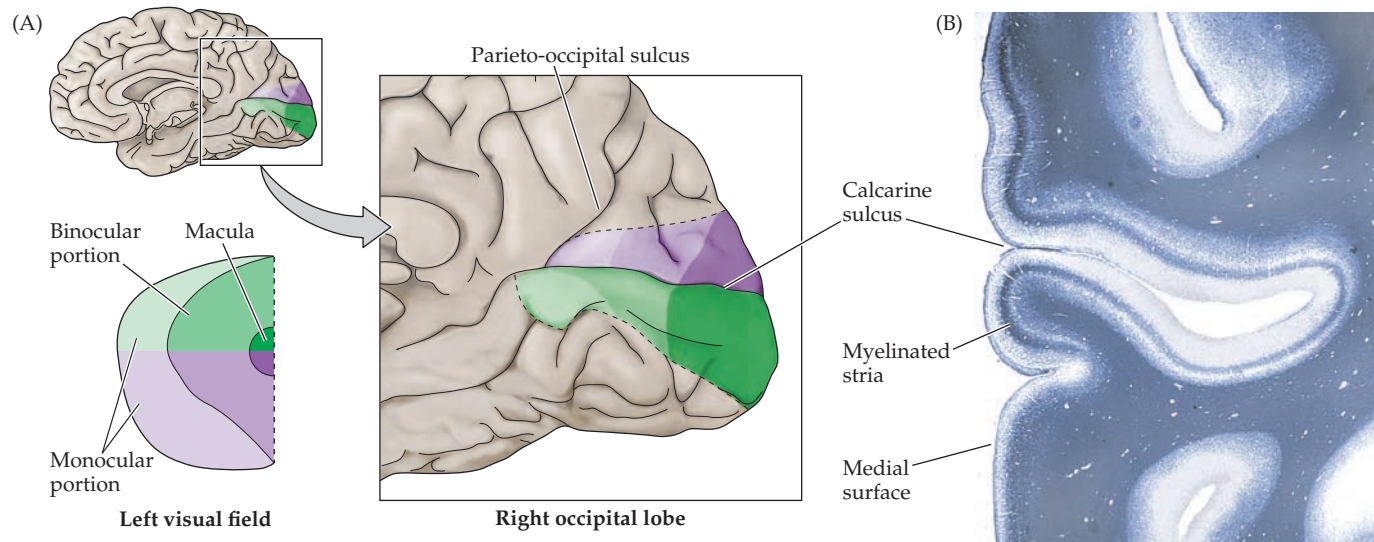 (A)
Parieto-occipital sulcus
Binocular
portion
Macula
Monocular
portion
Left visual field
Right occipital lobe
(B)
Calcarine
sulcus
Myelinated
stria
Medial
surface